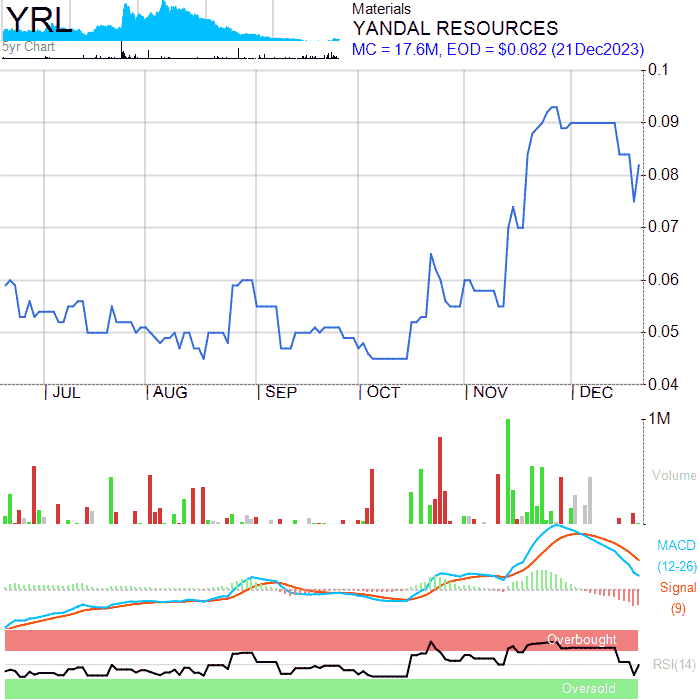 YRL
5yr Chart
Materials
YANDAL RESOURCES
MC = 17.6M, EOD = $0.082 (21Dec2023)
0.1
0.09
0.08
0.07
0.06
0.05
0.04
JUL AUG SEP OCT NOV DEC
1M
Volume
MACD
(12-26)
Signal
(9)
Overbought
RSI(14)
Oversold